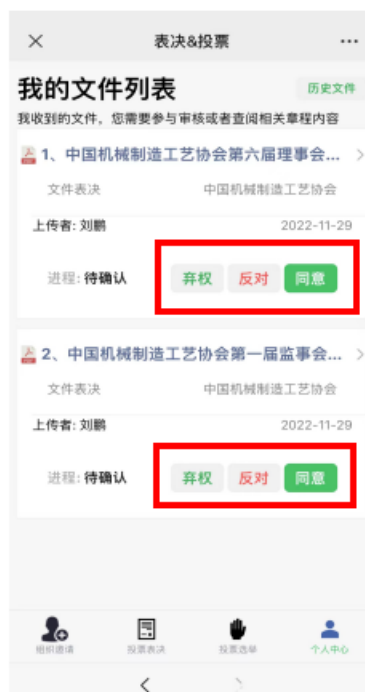 表决&投票
我的文件列表
历史文件
我收到的文件，您需要参与审核或者查阅相关章程内容
1、中国机械制造工艺协会第六届理事会...
文件表决 中国机械制造工艺协会
上传者: 刘鹏 2022-11-29
进程: 待确认 弃权 反对 同意
2、中国机械制造工艺协会第一届监事会...
文件表决 中国机械制造工艺协会
上传者: 刘鹏 2022-11-29
进程: 待确认 弃权 反对 同意
组织邀请 投票表决 投票选举 个人中心